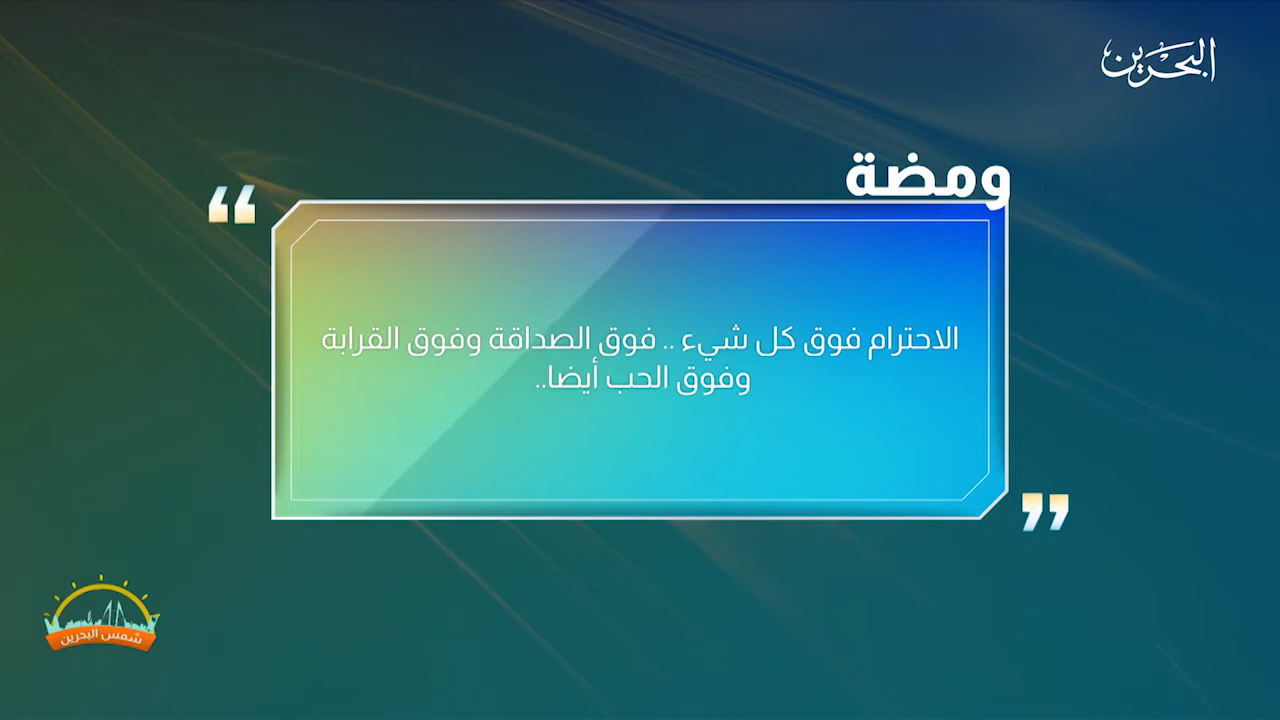 البحرين
ومضة
الاحترام فوق كل شيء .. فوق الصداقة وفوق القرابة
وفوق الحب أيضا..
شمس البحرين